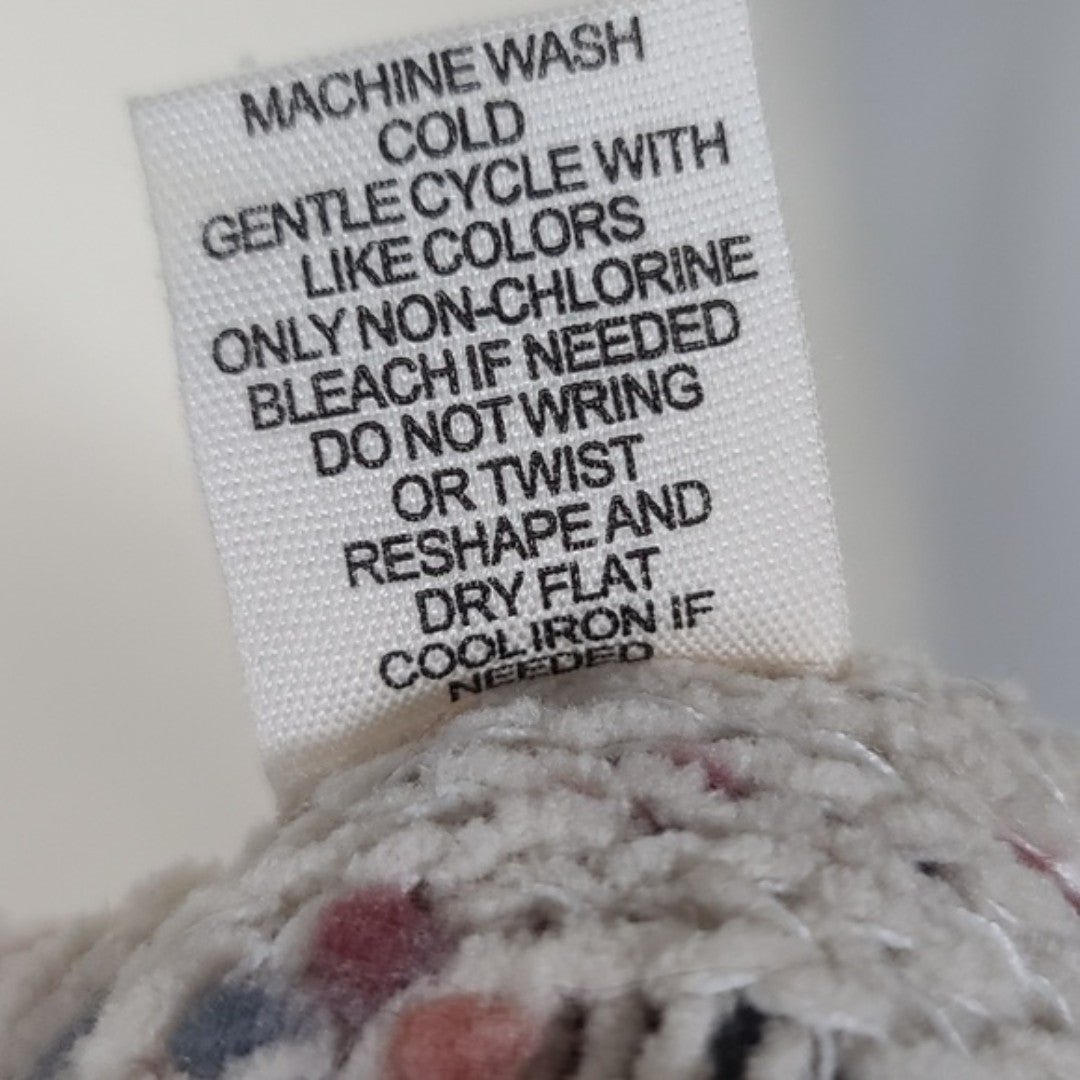 MACHINE WASH
COLD
GENTLE CYCLE WITH
LIKE COLORS
ONLY NON-CHLORINE
BLEACH IF NEEDED
DO NOT WRING
OR TWIST
RESHAPE AND
DRY FLAT
COOL IRON IF
NEEDED